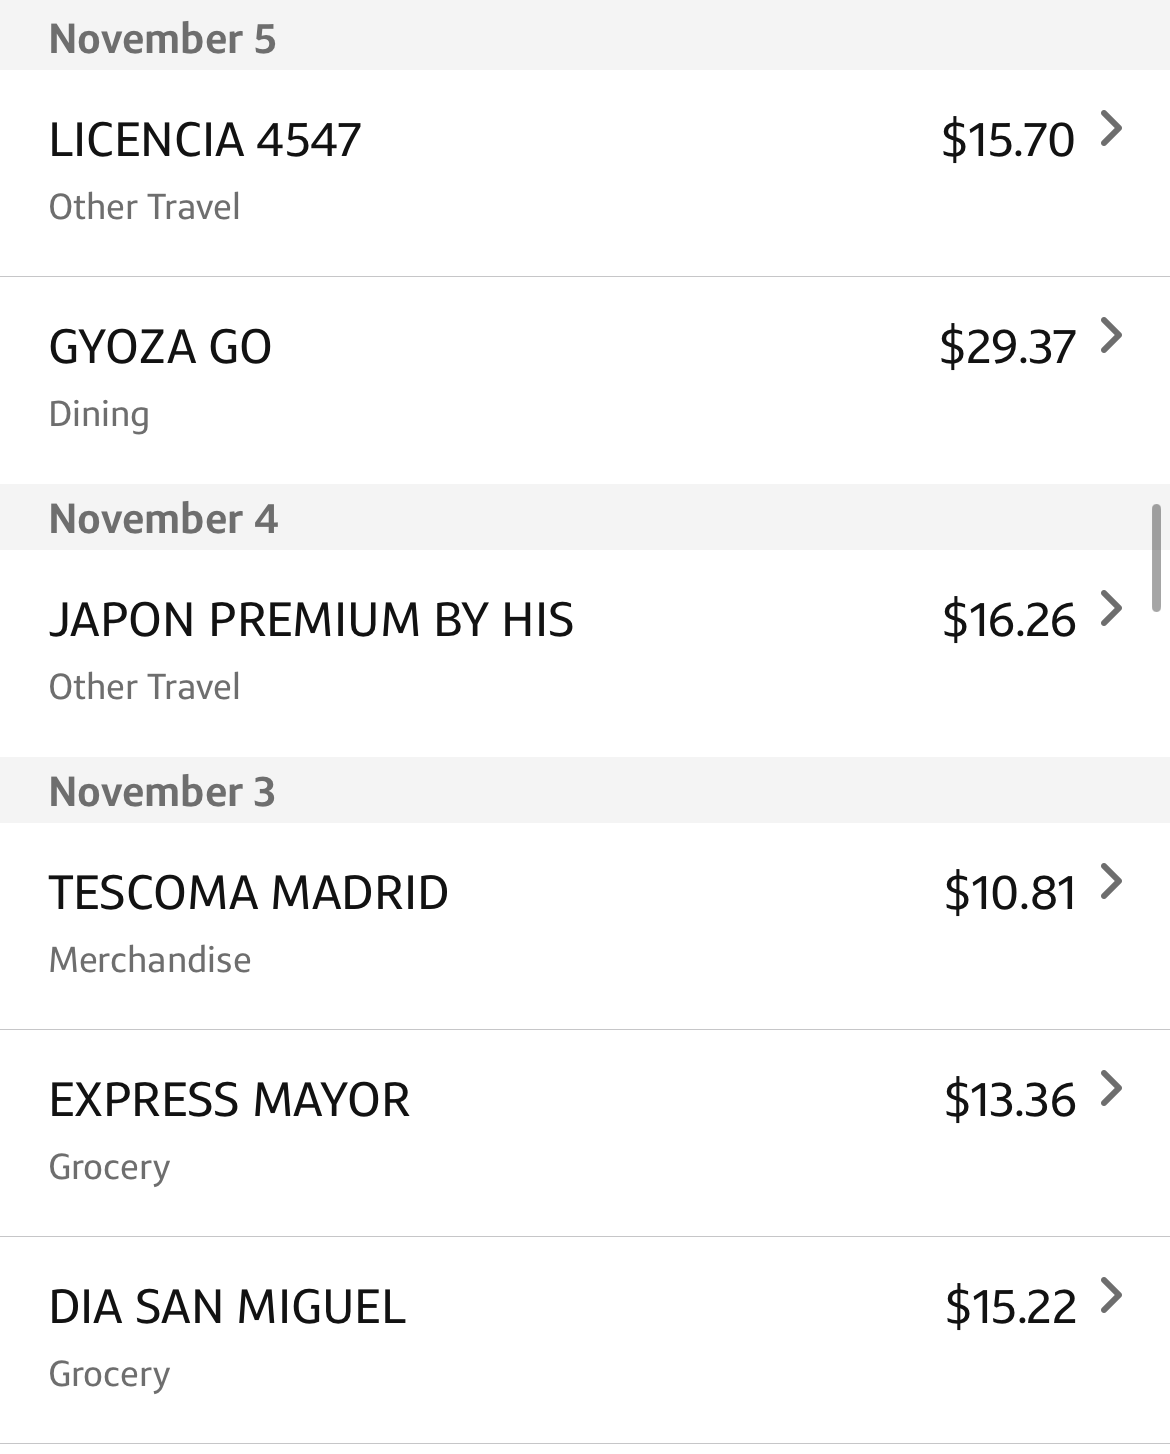 November 5
LICENCIA 4547 $15.70
Other Travel
GYOZA GO $29.37
Dining
November 4
JAPON PREMIUM BY HIS $16.26
Other Travel
November 3
TESCOMA MADRID $10.81
Merchandise
EXPRESS MAYOR $13.36
Grocery
DIA SAN MIGUEL $15.22
Grocery